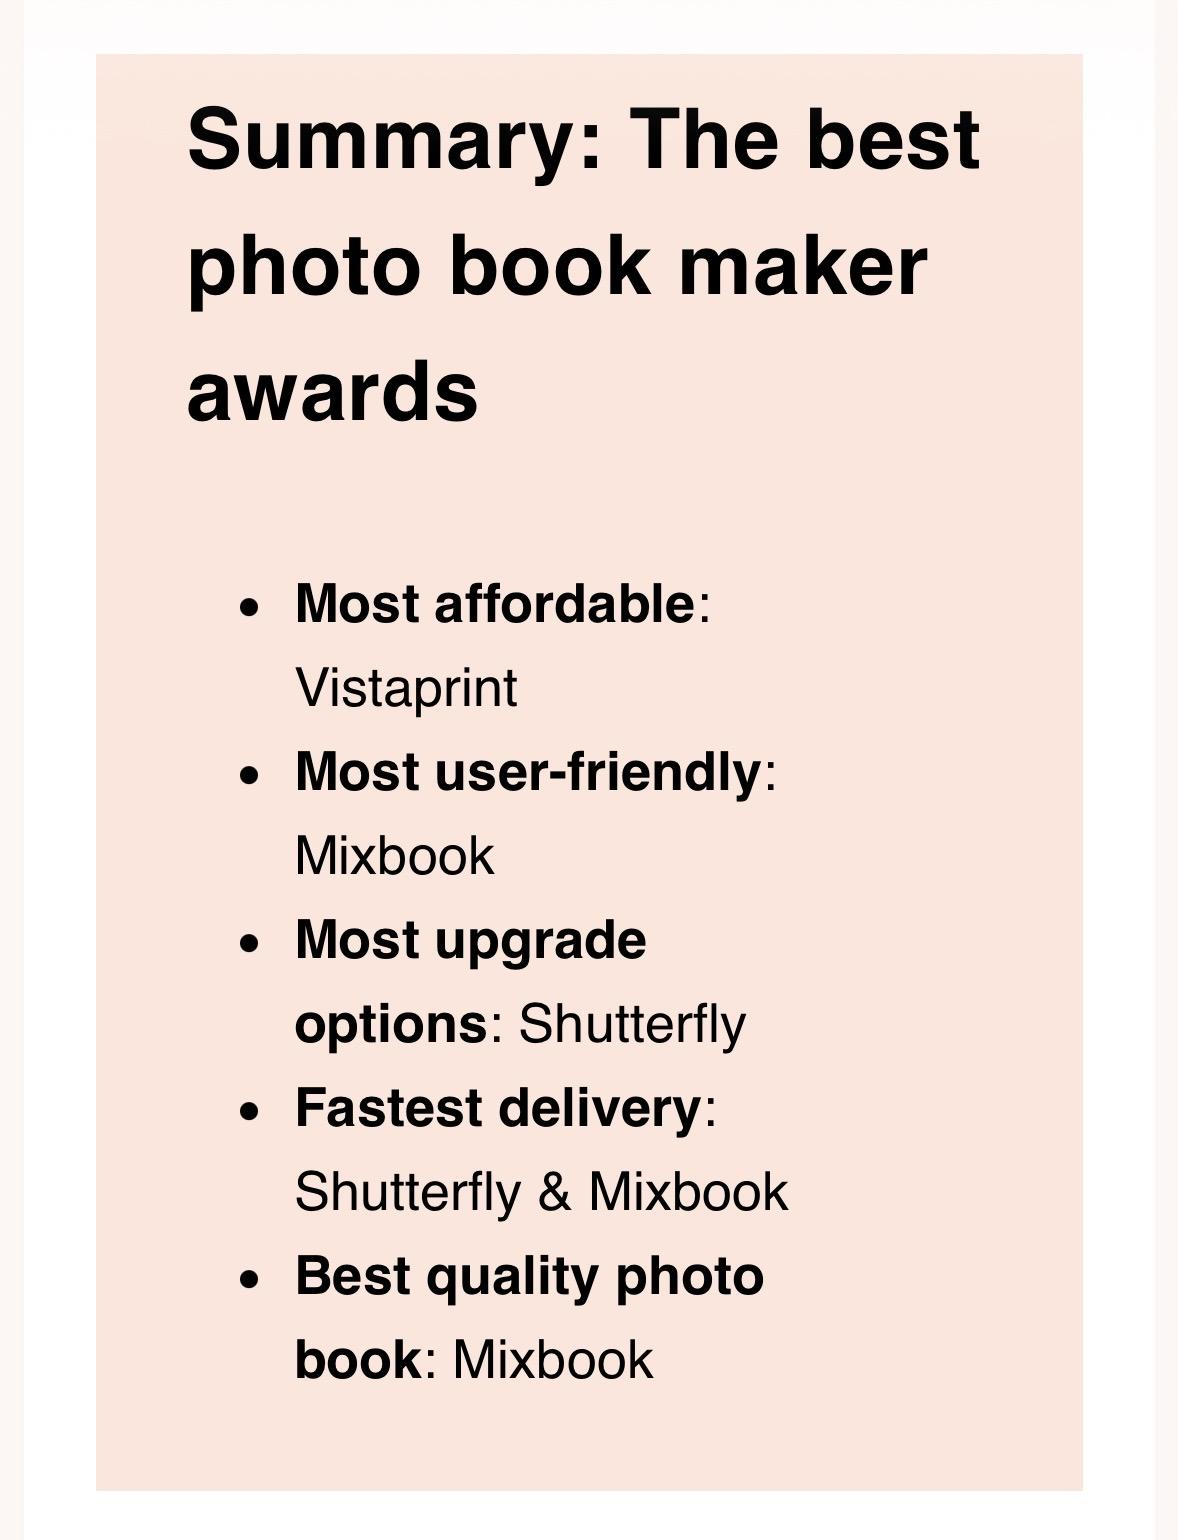 Summary: The best
photo book maker
awards
• Most affordable:
Vistaprint
• Most user-friendly:
Mixbook
• Most upgrade
options: Shutterfly
• Fastest delivery:
Shutterfly & Mixbook
• Best quality photo
book: Mixbook